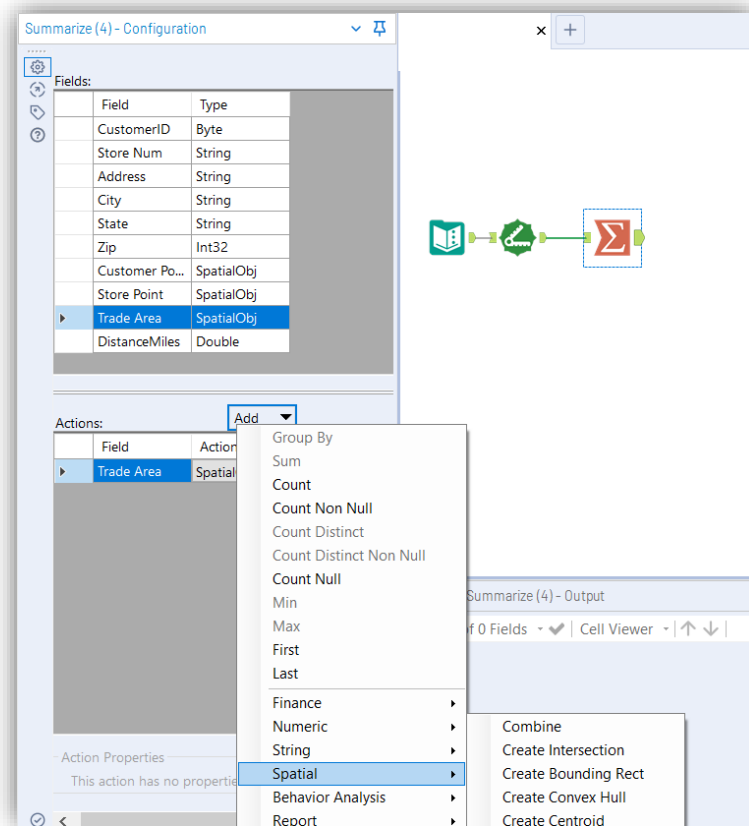 Summarize (4) - Configuration
Fields:
Field Type
CustomerID Byte
Store Num String
Address String
City String
State String
Zip Int32
Customer Po... SpatialObj
Store Point SpatialObj
Trade Area SpatialObj
DistanceMiles Double
Actions:
Add
Field Action
Trade Area Spatial
Group By
Sum
Count
Count Non Null
Count Distinct
Count Distinct Non Null
Count Null
Min
Max
First
Last
Finance
Numeric
String
Spatial
Behavior Analysis
Report
Combine
Create Intersection
Create Bounding Rect
Create Convex Hull
Create Centroid
Action Properties
This action has no propertie
Summarize (4) - Output
of 0 Fields Cell Viewer